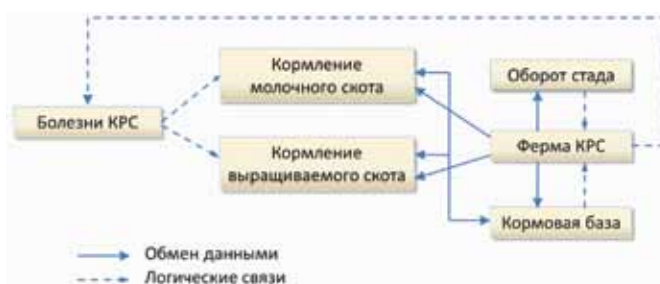 Кормление
молочного скота
Оборот стада
Болезни КРС
Кормление
выращиваемого скота
Ферма КРС
Кормовая база
Обмен данными
Логические связи